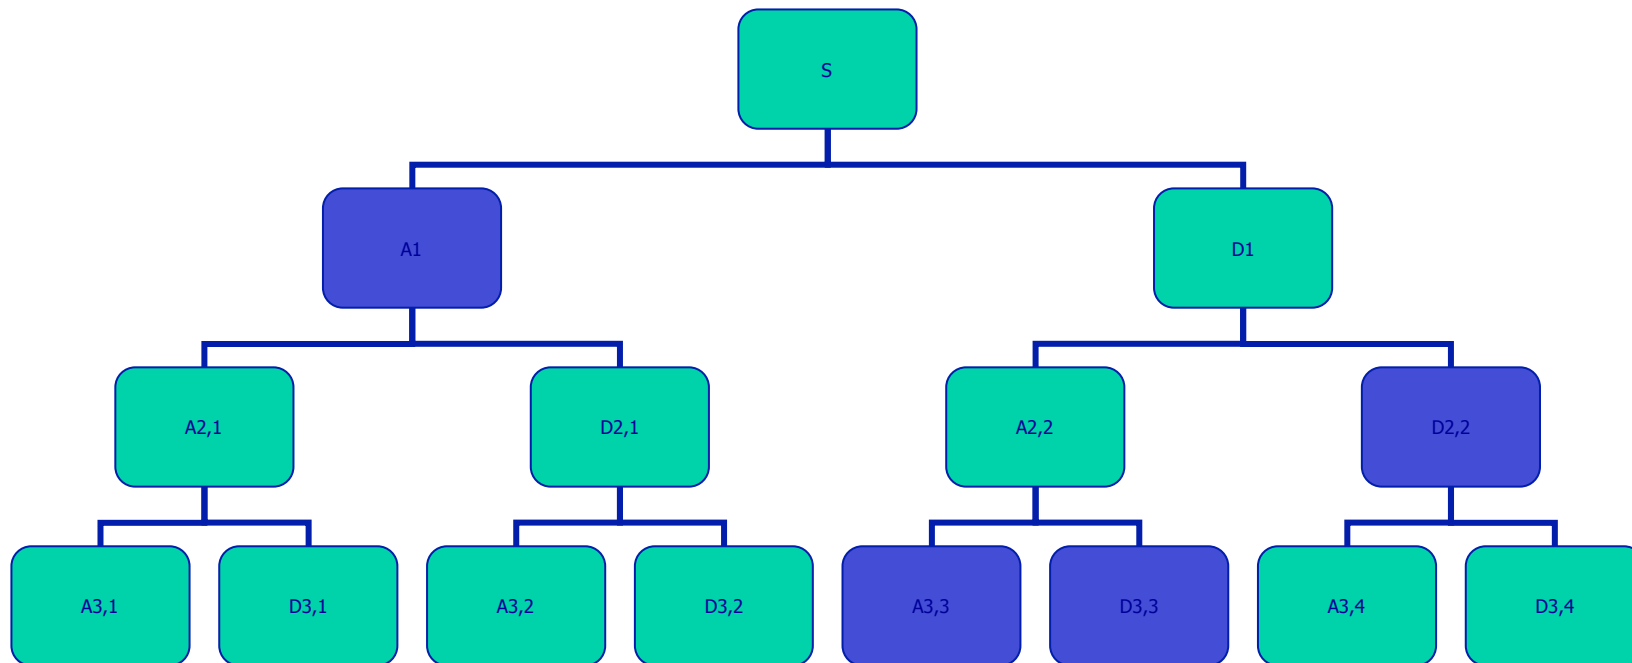 S
A1
D1
A2,1
D2,1
A2,2
D2,2
A3,1
D3,1
A3,2
D3,2
A3,3
D3,3
A3,4
D3,4